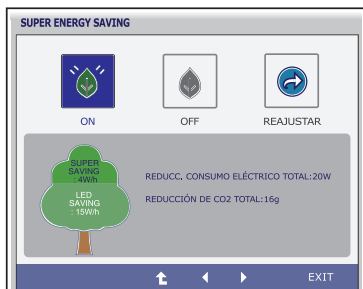 SUPER ENERGY SAVING
ON
OFF
REAJUSTAR
SUPER
SAVING
: 4W/h
LED
SAVING
: 15W/h
REDUCC, CONSUMO ELÉCTRICO TOTAL:20W
REDUCCIÓN DE CO2 TOTAL:16g
EXIT